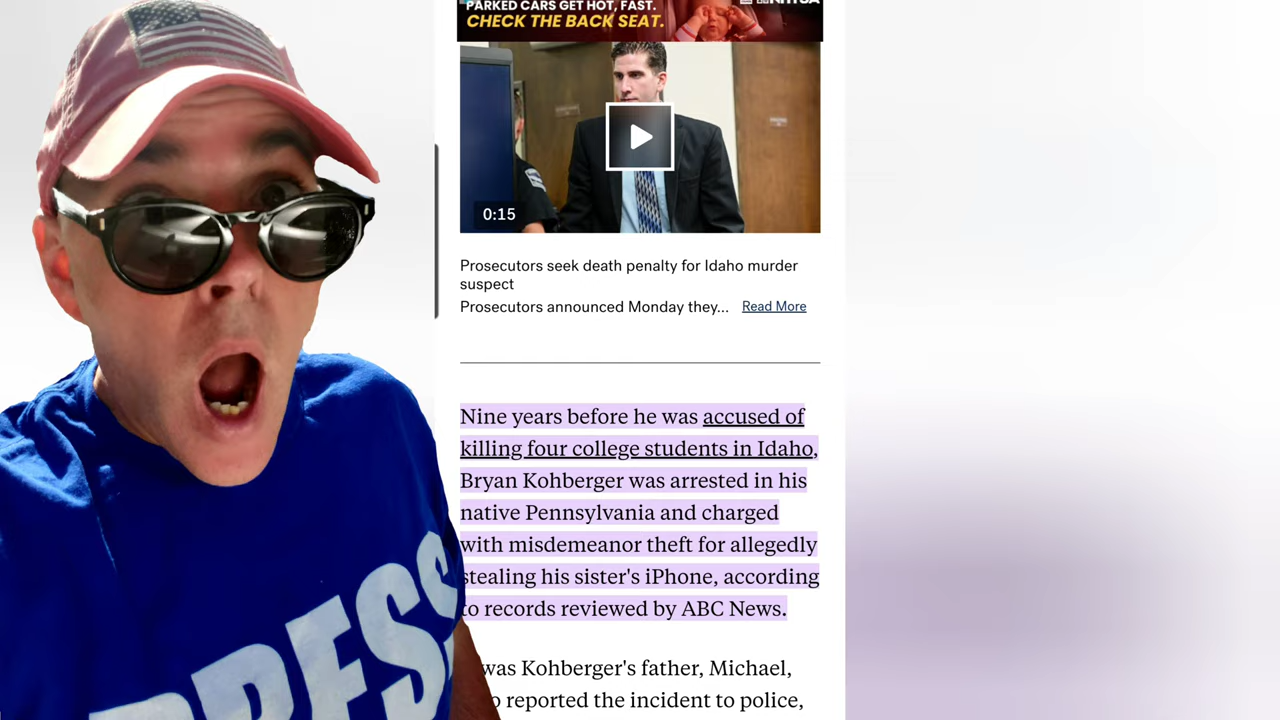 PARKED CARS GET HOT, FAST.
CHECK THE BACK SEAT.
0:15
Prosecutors seek death penalty for Idaho murder
suspect
Prosecutors announced Monday they... Read More
Nine years before he was accused of
killing four college students in Idaho,
Bryan Kohberger was arrested in his
native Pennsylvania and charged
with misdemeanor theft for allegedly
stealing his sister's iPhone, according
to records reviewed by ABC News.
was Kohberger's father, Michael,
reported the incident to police,
PRESS